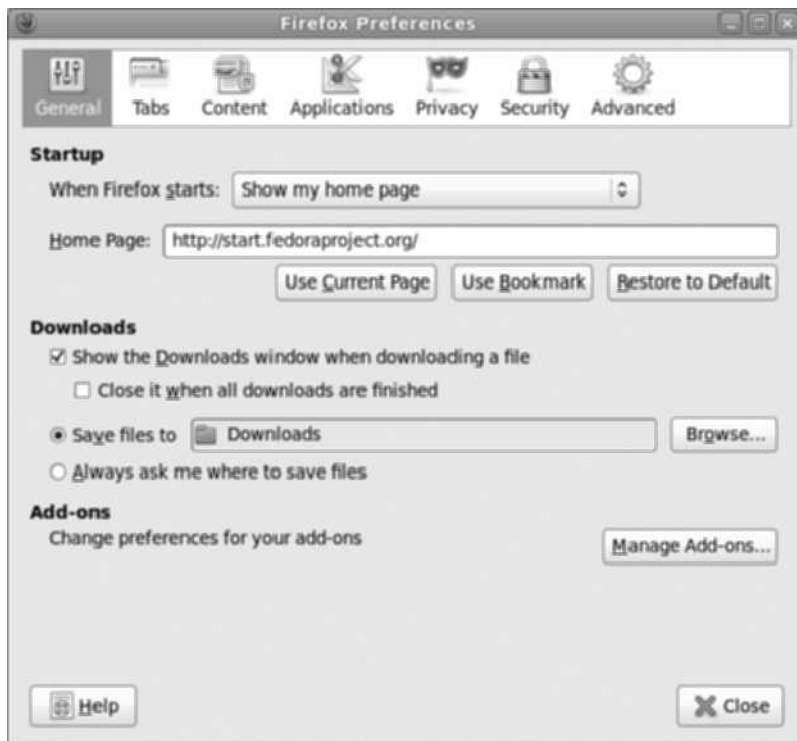 Firefox Preferences
General Tabs Content Applications Privacy Security Advanced
Startup
When Firefox starts: Show my home page
Home Page: http://start.fedoraproject.org/
Use Current Page Use Bookmark Restore to Default
Downloads
Show the Downloads window when downloading a file
Close it when all downloads are finished
Save files to Downloads Browse...
Always ask me where to save files
Add-ons
Change preferences for your add-ons
Manage Add-ons...
Help Close